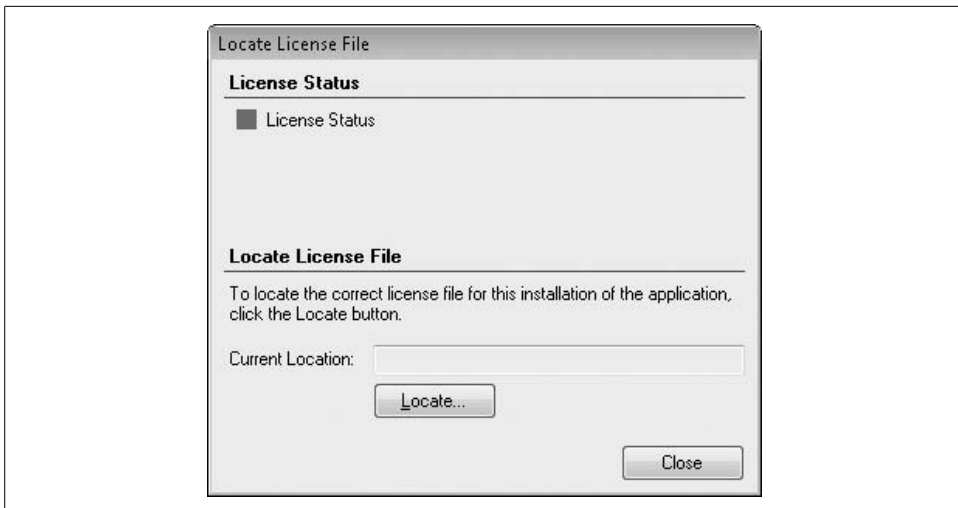 Locate License File
License Status
License Status
Locate License File
To locate the correct license file for this installation of the application,
click the Locate button.
Current Location:
Locate...
Close